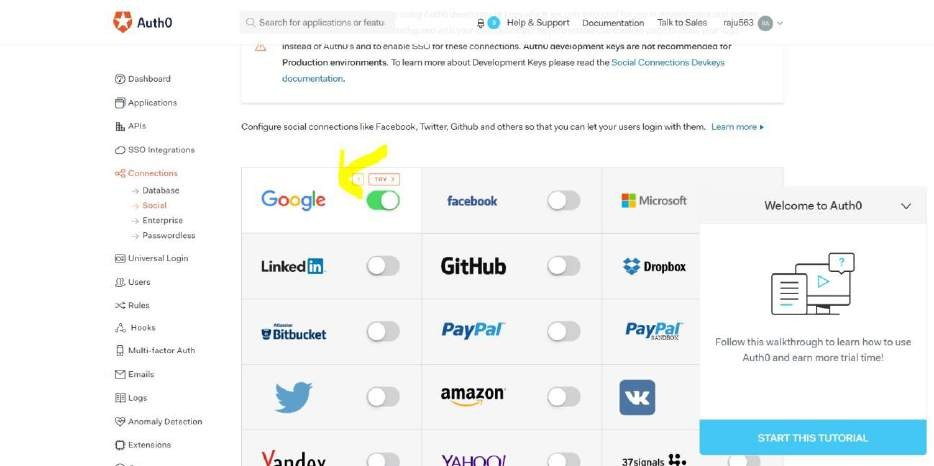 Auth0
Search for applications or featu
Help & Support
Documentation
Talk to Sales
raju563
instead of Auth0's and to enable SSO for these connections. Auth0 development keys are not recommended for
Production environments. To learn more about Development Keys please read the Social Connections Devkeys
documentation.
Dashboard
Applications
APIs
SSO Integrations
Connections
Database
Social
Enterprise
Passwordless
Universal Login
Users
Rules
Hooks
Multi-factor Auth
Emails
Logs
Anomaly Detection
Extensions
Configure social connections like Facebook, Twitter, Github and others so that you can let your users login with them. Learn more
TRY
Google
facebook
Microsoft
LinkedIn
GitHub
Dropbox
Bitbucket
PayPal
PayPal
SANDBOX
amazon
VK
Yandex
YAHOO!
37signals
Welcome to Auth0
?
Follow this walkthrough to learn how to use
Auth0 and earn more trial time!
START THIS TUTORIAL